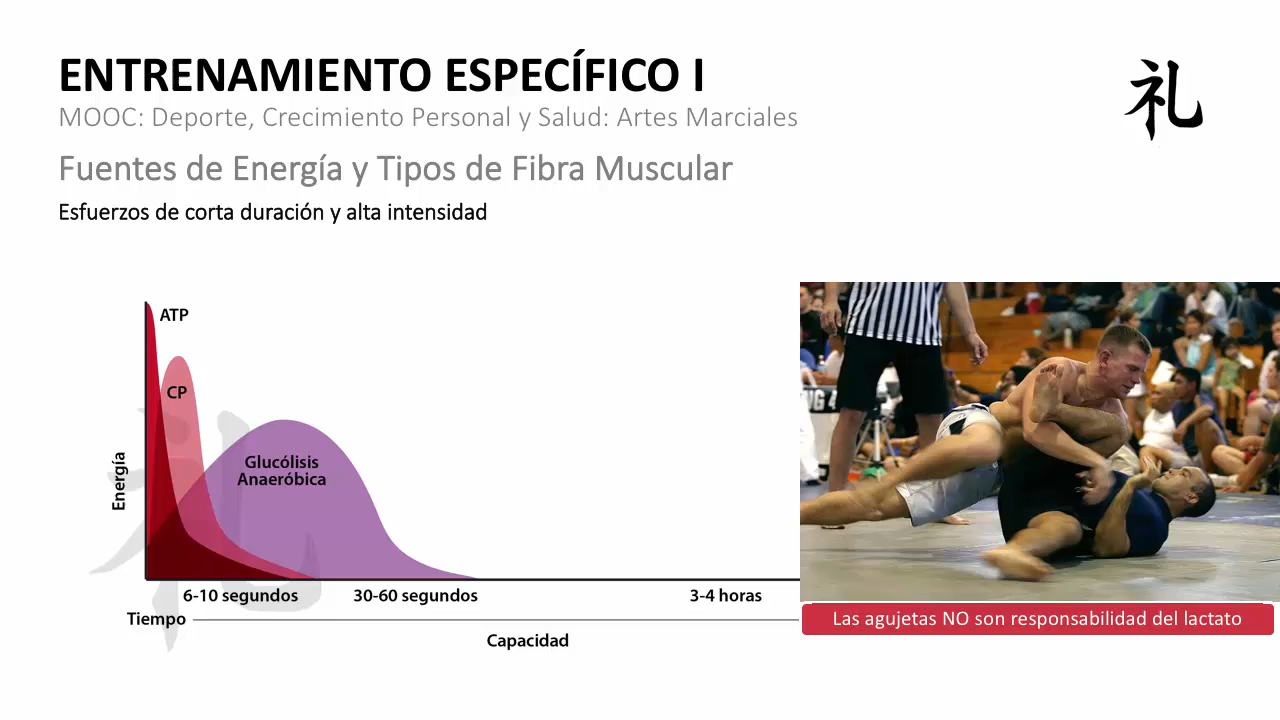 ENTRENAMIENTO ESPECÍFICO I
礼
MOOC: Deporte, Crecimiento Personal y Salud: Artes Marciales
Fuentes de Energía y Tipos de Fibra Muscular
Esfuerzos de corta duración y alta intensidad
ATP
CP
Glucólisis
Anaeróbica
Energía
6-10 segundos
30-60 segundos
3-4 horas
Tiempo
Capacidad
Las agujetas NO son responsabilidad del lactato